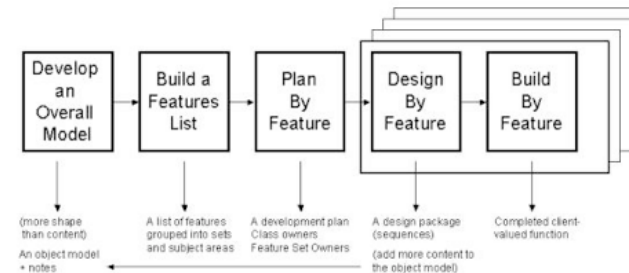 Develop
an
Overall
Model
Build a
Features
List
Plan
By
Feature
Design
By
Feature
Build
By
Feature
(more shape
than content)
An object model
+ notes
A list of features
grouped into sets
and subject areas
A development plan
Class owners
Feature Set Owners
A design package
(sequences)
(add more content to
the object model)
Completed client-
valued function